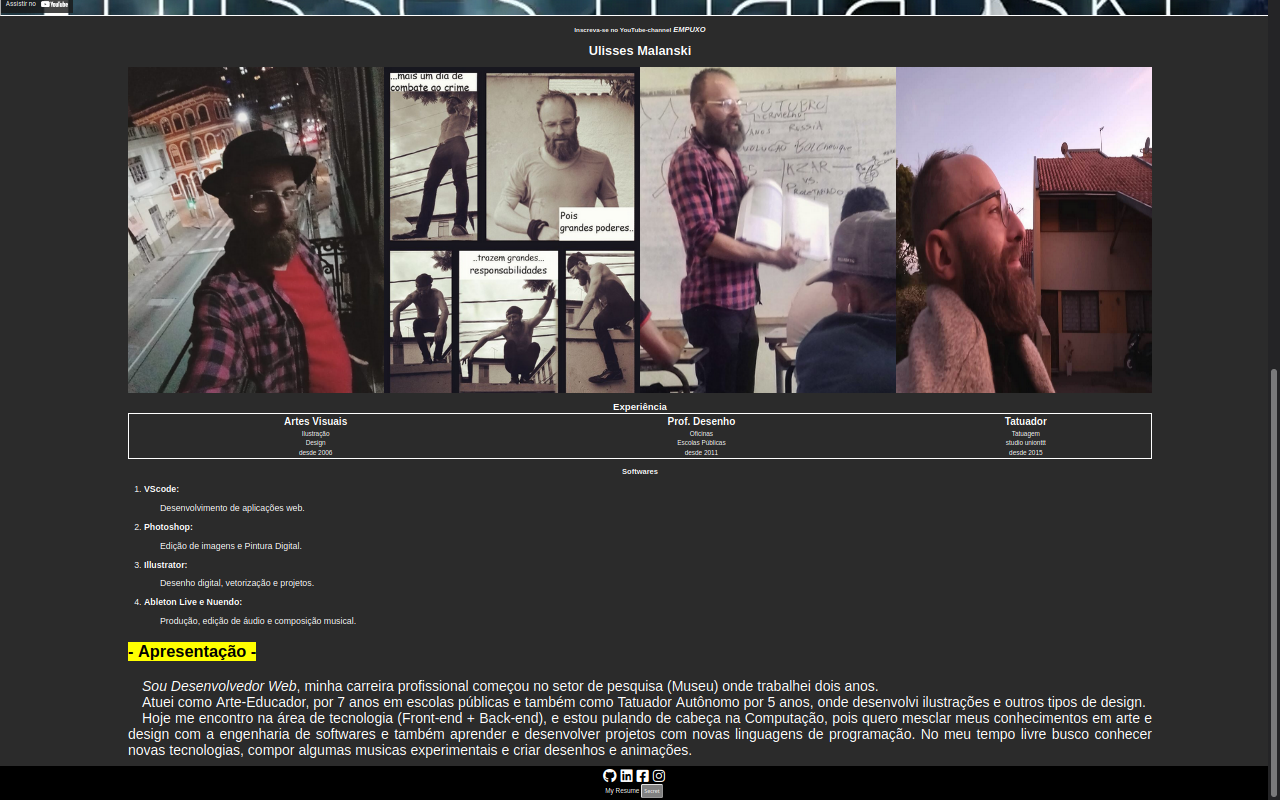 Assistir no YouTube
Inscreva-se no YouTube-channel EMPUXO
Ulisses Malanski
...mais um dia de
combate ao crime
Pois
grandes poderes..
..trazem grandes...
responsabilidades
OUTUBRO
VERMELHO
RUSSIA
CZAR
VS.
Experiência
Artes Visuais
Ilustração
Design
desde 2006
Prof. Desenho
Oficinas
Escolas Públicas
desde 2011
Tatuador
Tatuagem
studio unionttt
desde 2015
Softwares
1. VScode:
Desenvolvimento de aplicações web.
2. Photoshop:
Edição de imagens e Pintura Digital.
3. Illustrator:
Desenho digital, vetorização e projetos.
4. Ableton Live e Nuendo:
Produção, edição de áudio e composição musical.
- Apresentação -
Sou Desenvolvedor Web, minha carreira profissional começou no setor de pesquisa (Museu) onde trabalhei dois anos.
Atuei como Arte-Educador, por 7 anos em escolas públicas e também como Tatuador Autônomo por 5 anos, onde desenvolvi ilustrações e outros tipos de design.
Hoje me encontro na área de tecnologia (Front-end + Back-end), e estou pulando de cabeça na Computação, pois quero mesclar meus conhecimentos em arte e
design com a engenharia de softwares e também aprender e desenvolver projetos com novas linguagens de programação. No meu tempo livre busco conhecer
novas tecnologias, compor algumas musicas experimentais e criar desenhos e animações.
My Resume Secret